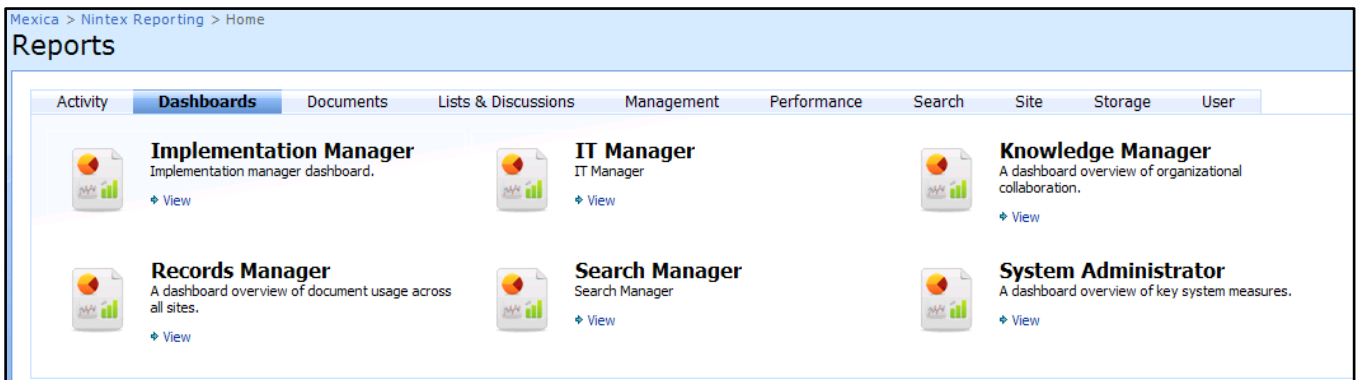 Mexica > Nintex Reporting > Home
Reports
Activity Dashboards Documents Lists & Discussions Management Performance Search Site Storage User
Implementation Manager
Implementation manager dashboard.
View
IT Manager
IT Manager
View
Knowledge Manager
A dashboard overview of organizational
collaboration.
View
Records Manager
A dashboard overview of document usage across
all sites.
View
Search Manager
Search Manager
View
System Administrator
A dashboard overview of key system measures.
View